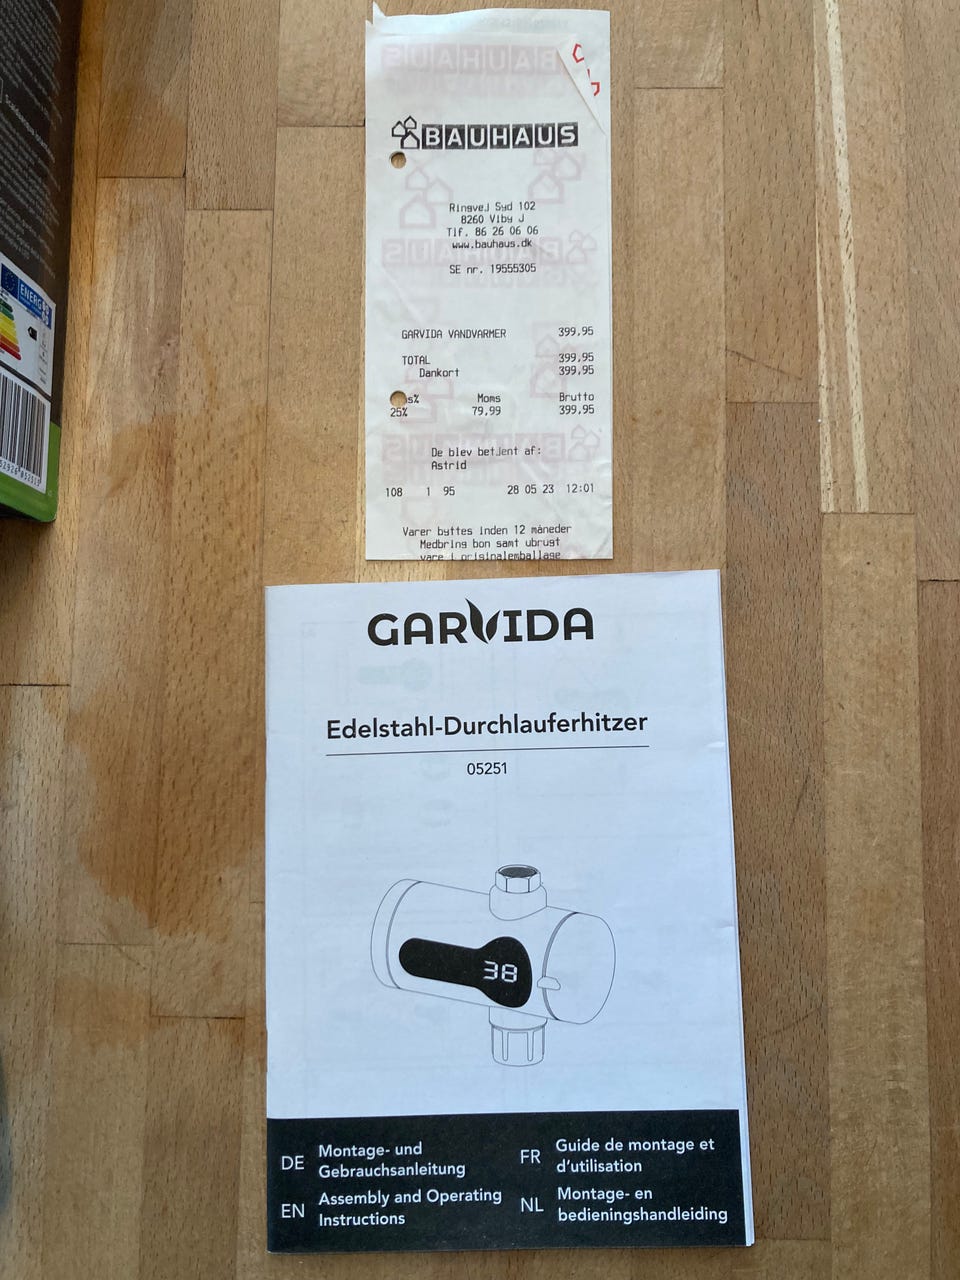 BAUHAUS
Ringvej Syd 102
8260 Viby J
Tlf. 86 26 06 06
www.bauhaus.dk
SE nr. 19555305
GARVIDA VANDVARMER 399,95
TOTAL 399,95
Dankort 399,95
s% Moms Brutto
25% 79,99 399,95
De blev betjent af:
Astrid
108 1 95 28 05 23 12:01
Varer byttes inden 12 måneder
Medbring bon samt ubrugt
vare i originalemballage
ENERG
GARVIDA
Edelstahl-Durchlauferhitzer
05251
38
DE Montage- und
Gebrauchsanleitung
EN Assembly and Operating
Instructions
FR Guide de montage et
d'utilisation
NL Montage- en
bedieningshandleiding